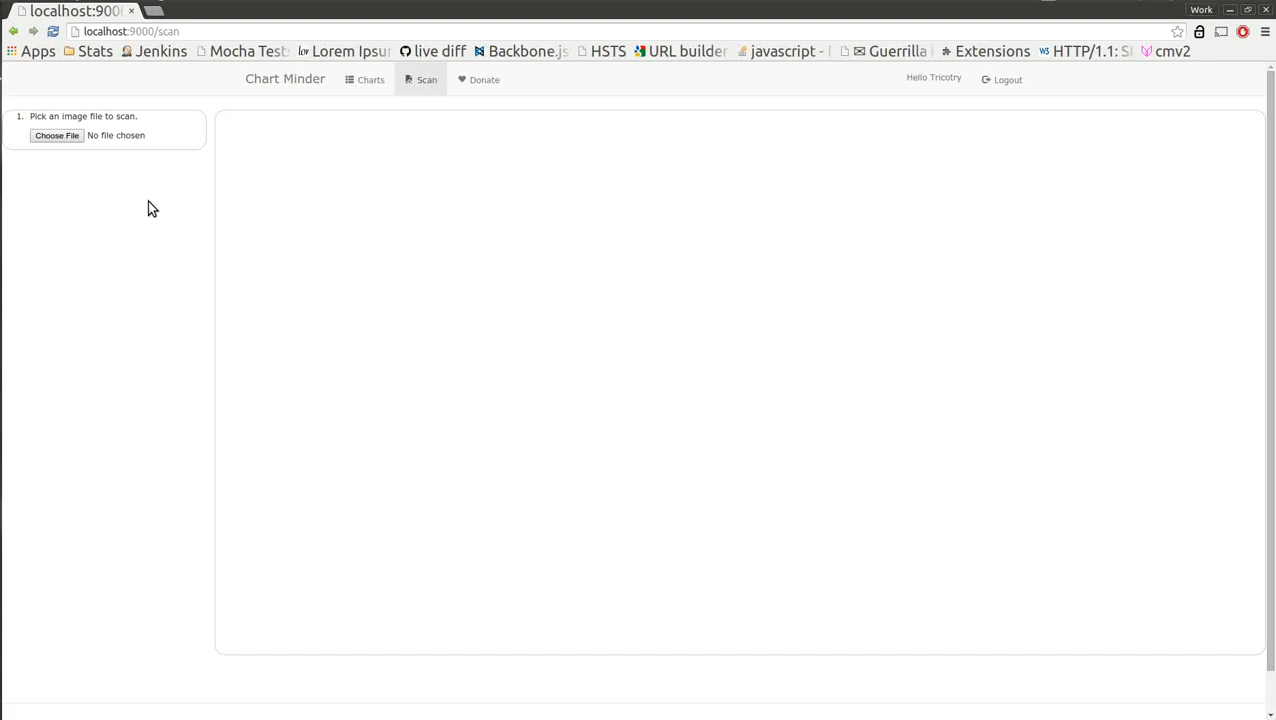 localhost:900
Work
localhost:9000/scan
Apps Stats Jenkins Mocha Test Lorem Ipsu live diff Backbone.js HSTS URL builder javascript - Guerrilla Extensions HTTP/1.1: cmv2
Chart Minder Charts Scan Donate Hello Tricotry Logout
1. Pick an image file to scan.
Choose File No file chosen